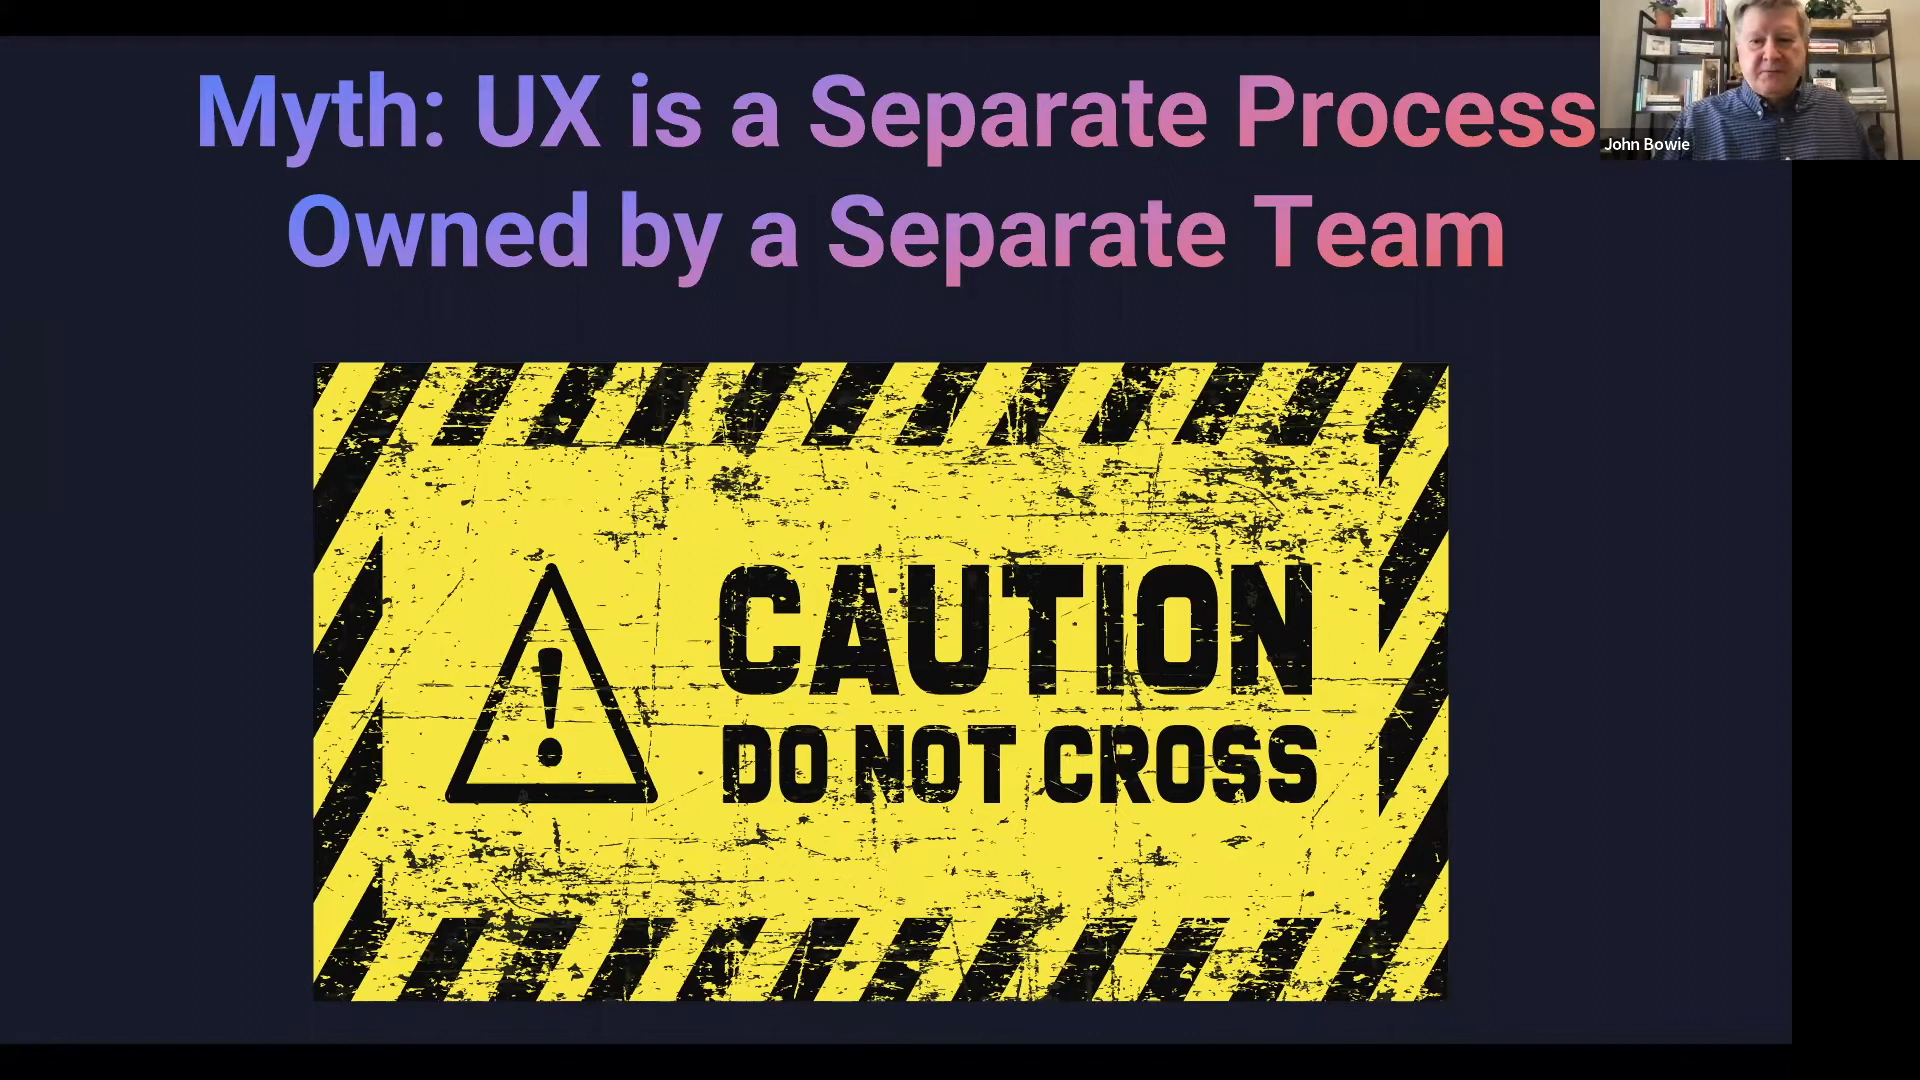 Myth: UX is a Separate Process
Owned by a Separate Team
John Bowie
!
CAUTION
DO NOT CROSS